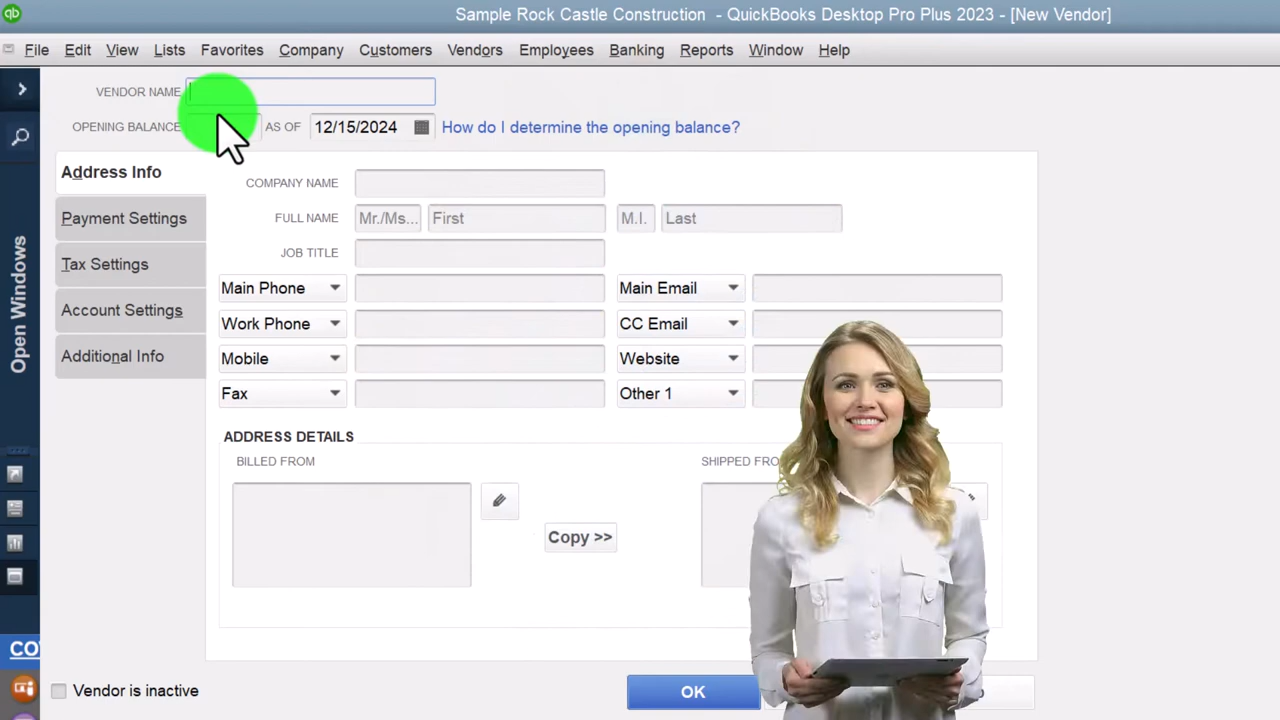 qb
Sample Rock Castle Construction - QuickBooks Desktop Pro Plus 2023 - [New Vendor]
File Edit View Lists Favorites Company Customers Vendors Employees Banking Reports Window Help
VENDOR NAME
OPENING BALANCE AS OF 12/15/2024 How do I determine the opening balance?
Address Info
Payment Settings
Tax Settings
Account Settings
Additional Info
Open Windows
COMPANY NAME
FULL NAME Mr./Ms... First M.I. Last
JOB TITLE
Main Phone Main Email
Work Phone CC Email
Mobile Website
Fax Other 1
ADDRESS DETAILS
BILLED FROM SHIPPED FRO
Copy >>
CO
Vendor is inactive
OK